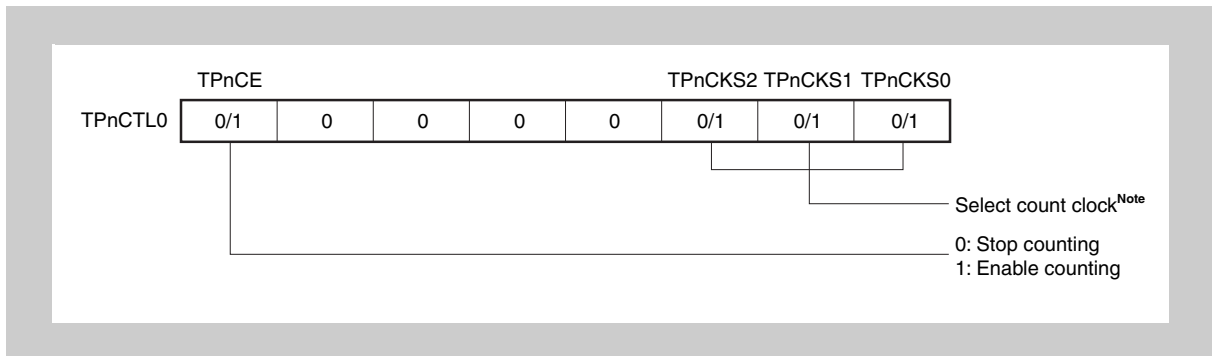 TPnCE TPnCKS2 TPnCKS1 TPnCKS0
TPnCTL0 0/1 0 0 0 0 0/1 0/1 0/1
Select count clockNote
0: Stop counting
1: Enable counting